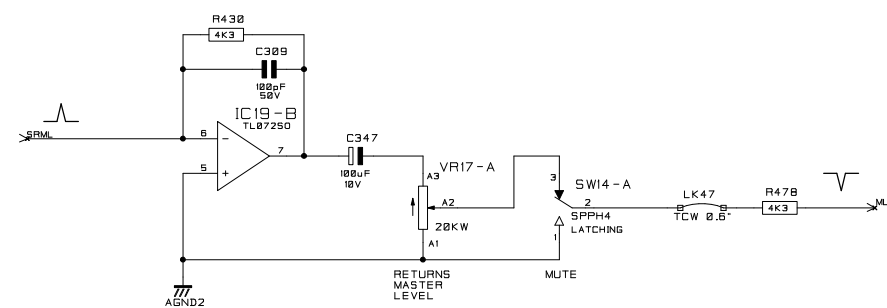 R430
4K3
C309
100pF
50V
IC19-B
TL072SO
SRML
6
7
5
C347
100uF
10V
VR17-A
A3
A2
20KW
A1
3
SW14-A
2
SPPH4
LATCHING
1
LK47
TCW 0.6"
R478
4K3
ML
RETURNS
MASTER
LEVEL
MUTE
AGND2